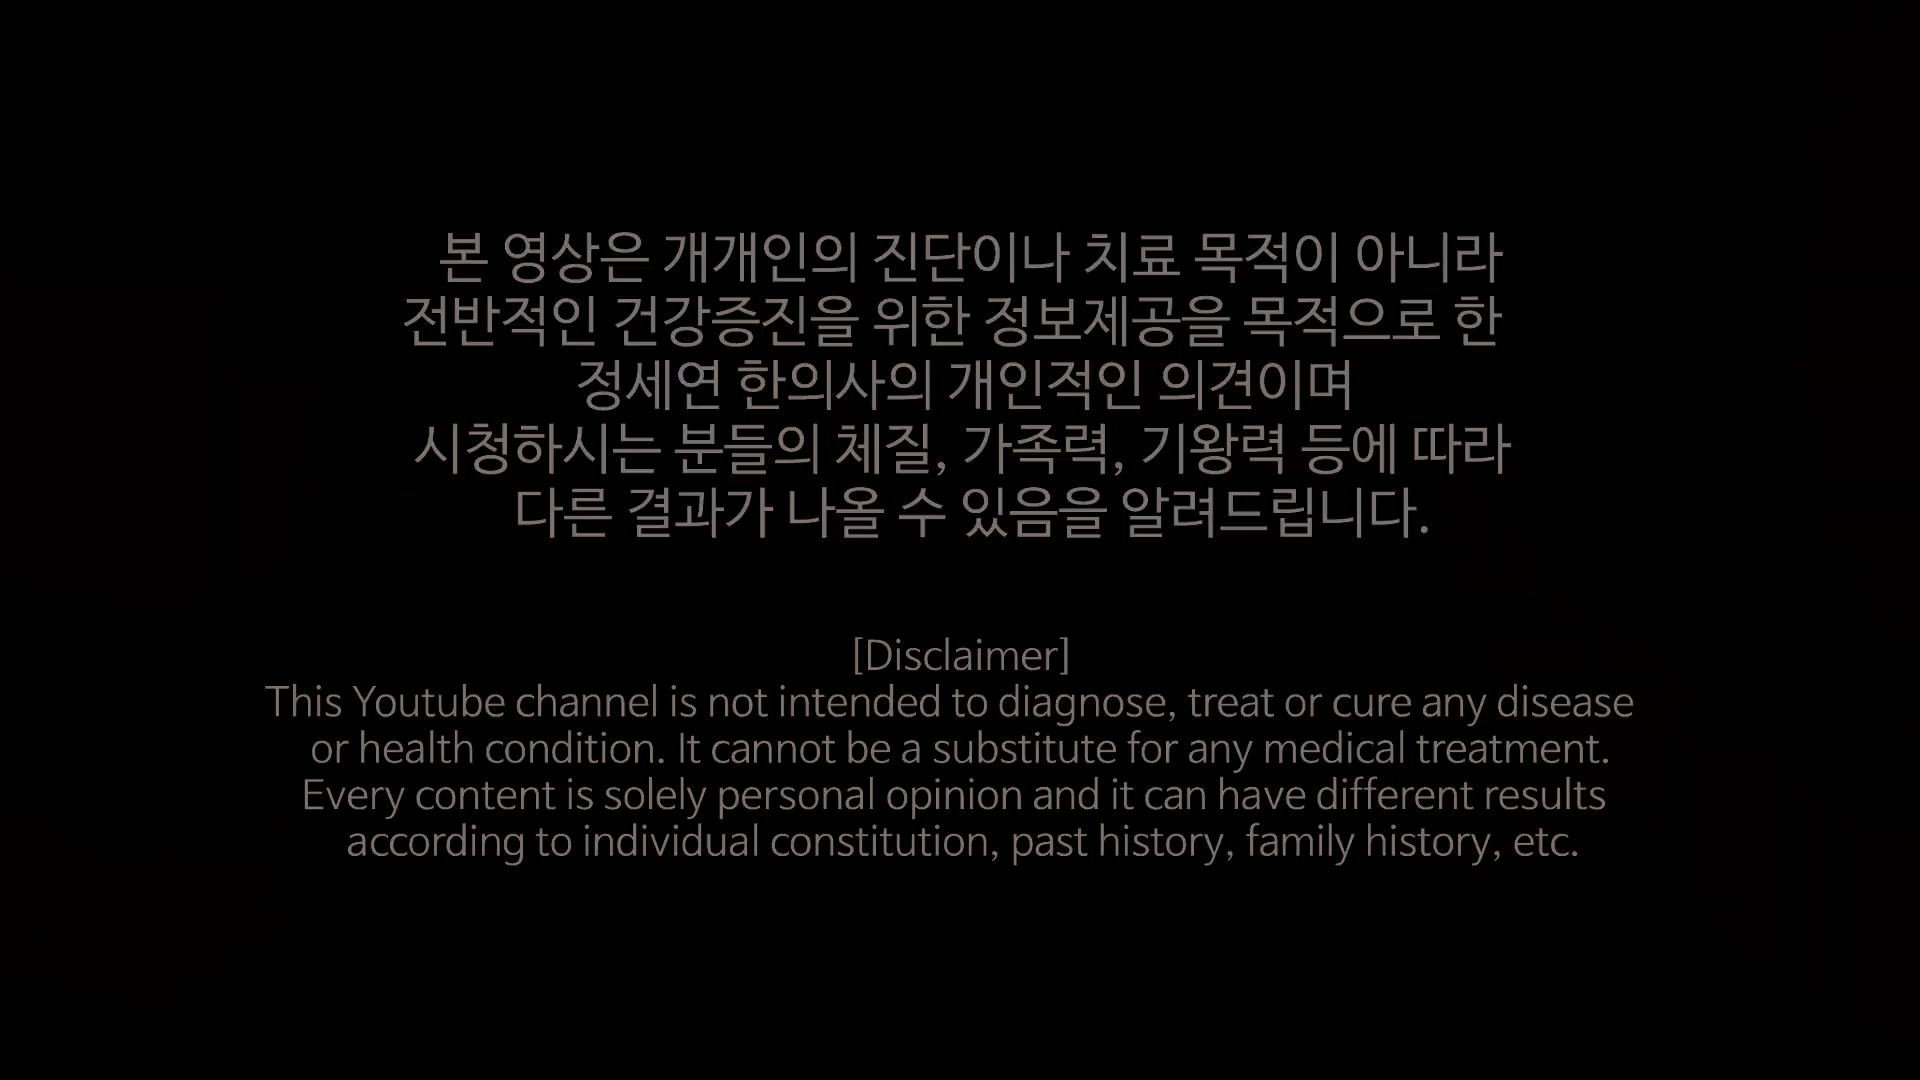 본 영상은 개개인의 진단이나 치료 목적이 아니라
전반적인 건강증진을 위한 정보제공을 목적으로 한
정세연 한의사의 개인적인 의견이며
시청하시는 분들의 체질, 가족력, 기왕력 등에 따라
다른 결과가 나올 수 있음을 알려드립니다.
[Disclaimer]
This Youtube channel is not intended to diagnose, treat or cure any disease
or health condition. It cannot be a substitute for any medical treatment.
Every content is solely personal opinion and it can have different results
according to individual constitution, past history, family history, etc.